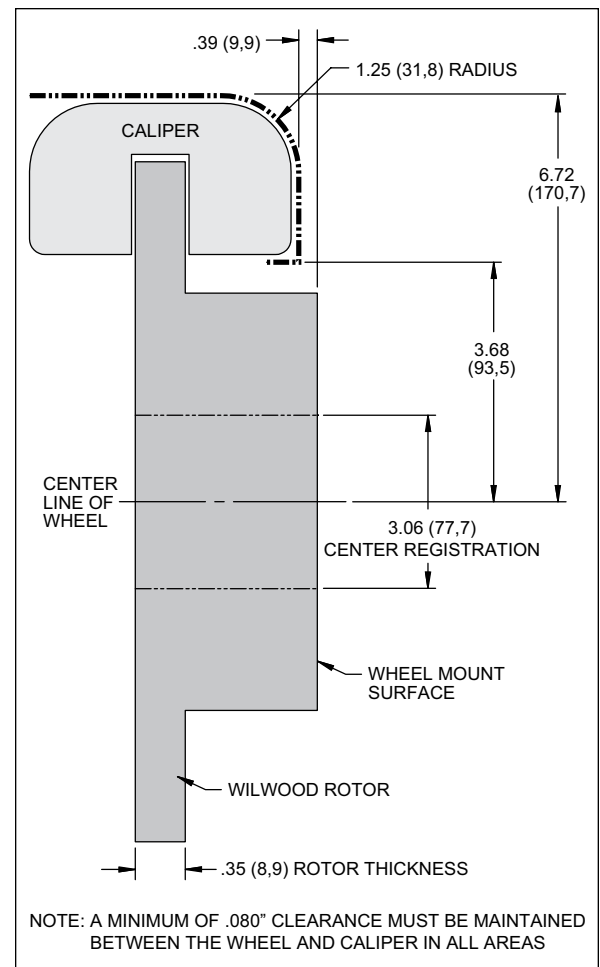 .39 (9,9)
1.25 (31,8) RADIUS
CALIPER
6.72
(170,7)
3.68
(93,5)
CENTER
LINE OF
WHEEL
3.06 (77,7)
CENTER REGISTRATION
WHEEL MOUNT
SURFACE
WILWOOD ROTOR
.35 (8,9) ROTOR THICKNESS
NOTE: A MINIMUM OF .080" CLEARANCE MUST BE MAINTAINED
BETWEEN THE WHEEL AND CALIPER IN ALL AREAS